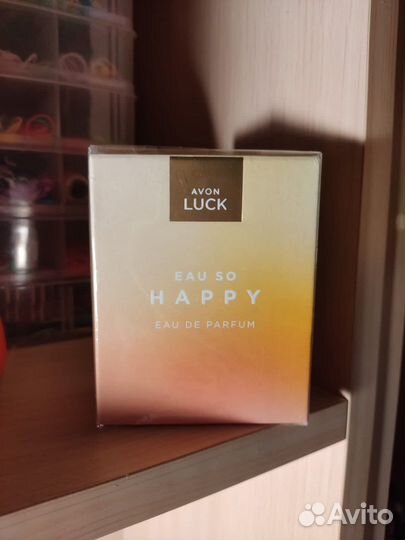 AVON
LUCK
EAU SO
HAPPY
EAU DE PARFUM
Avito